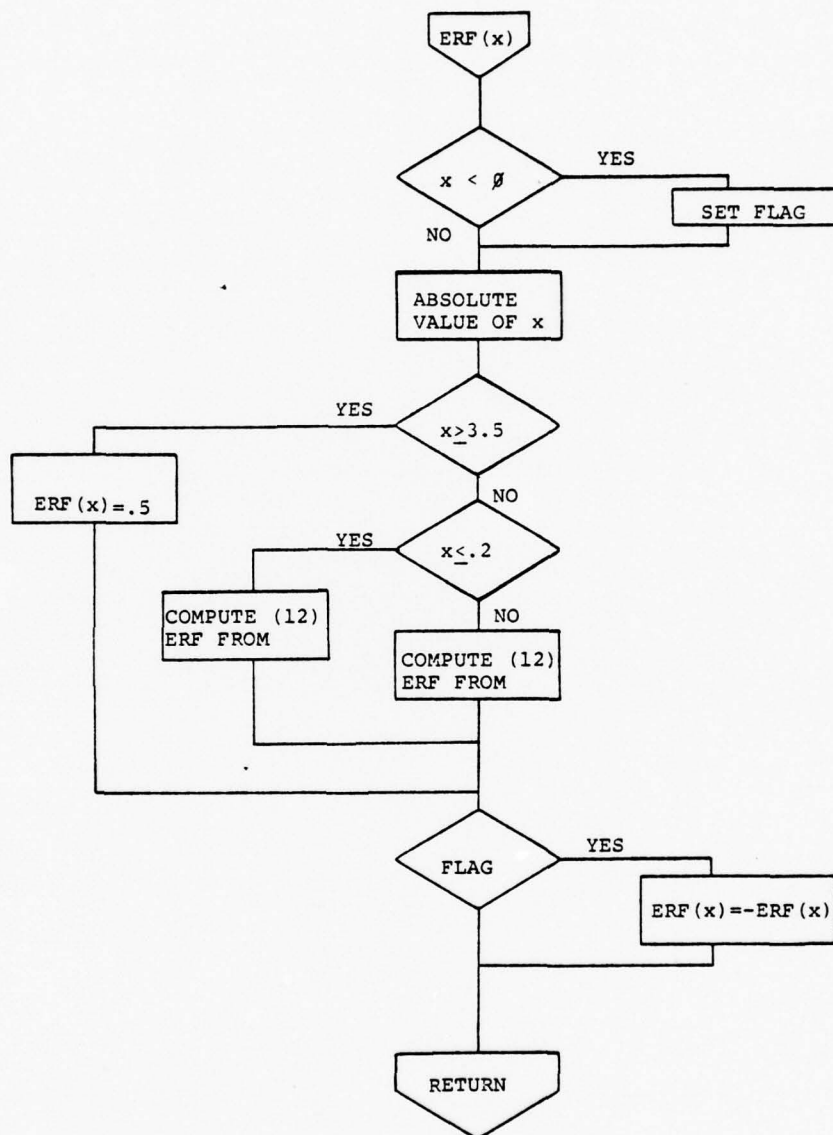 ERF(x)
x < Ø
YES
SET FLAG
NO
ABSOLUTE
VALUE OF x
YES
x≥3.5
ERF(x)=.5
NO
YES
x≤.2
COMPUTE (12)
ERF FROM
NO
COMPUTE (12)
ERF FROM
FLAG
YES
ERF(x)=-ERF(x)
RETURN